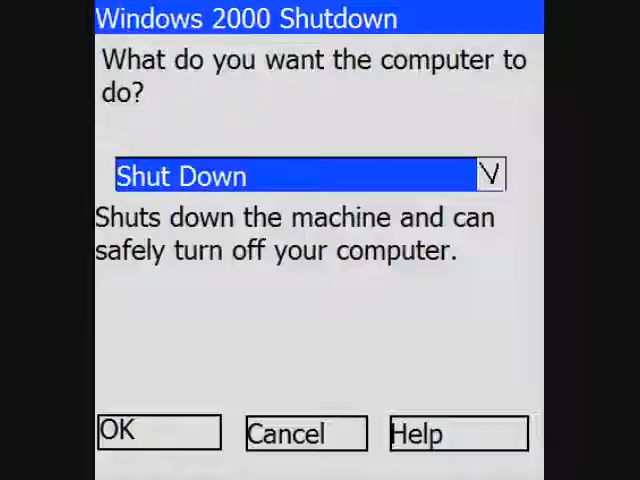 Windows 2000 Shutdown
What do you want the computer to
do?
Shut Down
Shuts down the machine and can
safely turn off your computer.
OK
Cancel
Help